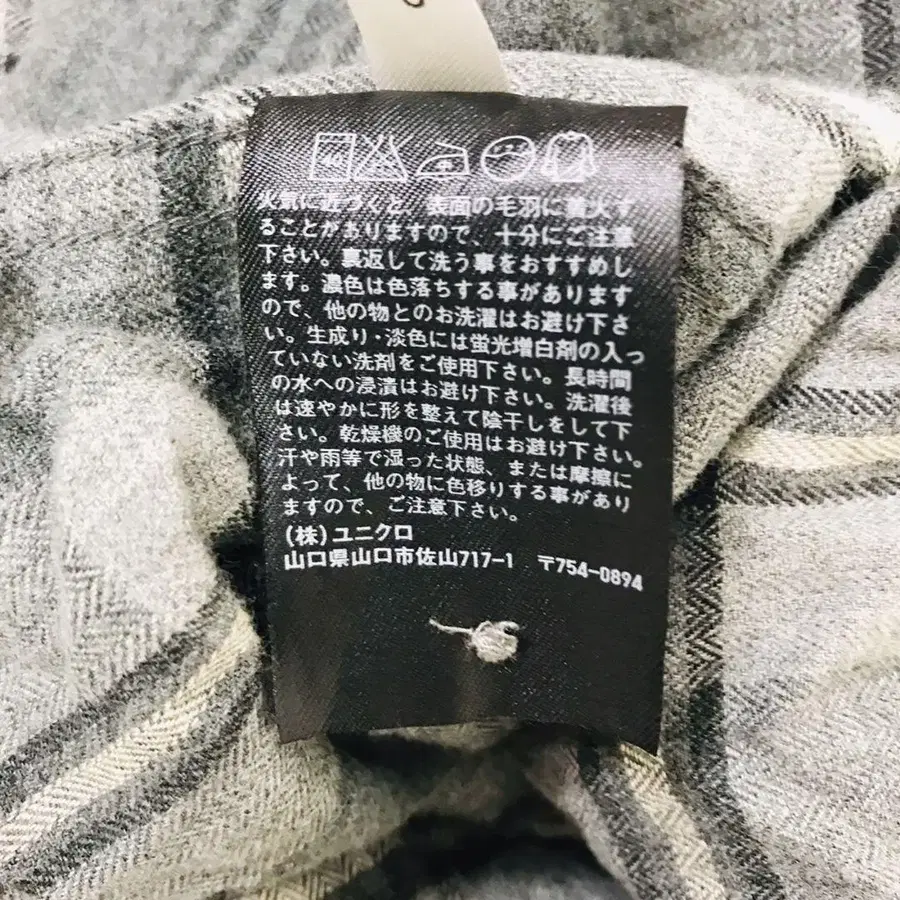 40
火気に近づくと、表面の毛羽に着火す
ることがありますので、十分にご注意
下さい。裏返して洗う事をおすすめし
ます。濃色は色落ちする事があります
ので、他の物とのお洗濯はお避け下さ
い。生成り・淡色には蛍光増白剤の入っ
ていない洗剤をご使用下さい。長時間
の水への浸漬はお避け下さい。洗濯後
は速やかに形を整えて陰干しをして下
さい。乾燥機のご使用はお避け下さい。
汗や雨等で湿った状態、または摩擦に
よって、他の物に色移りする事があり
ますので、ご注意下さい。
(株)ユニクロ
山口県山口市佐山717-1 〒754-0894